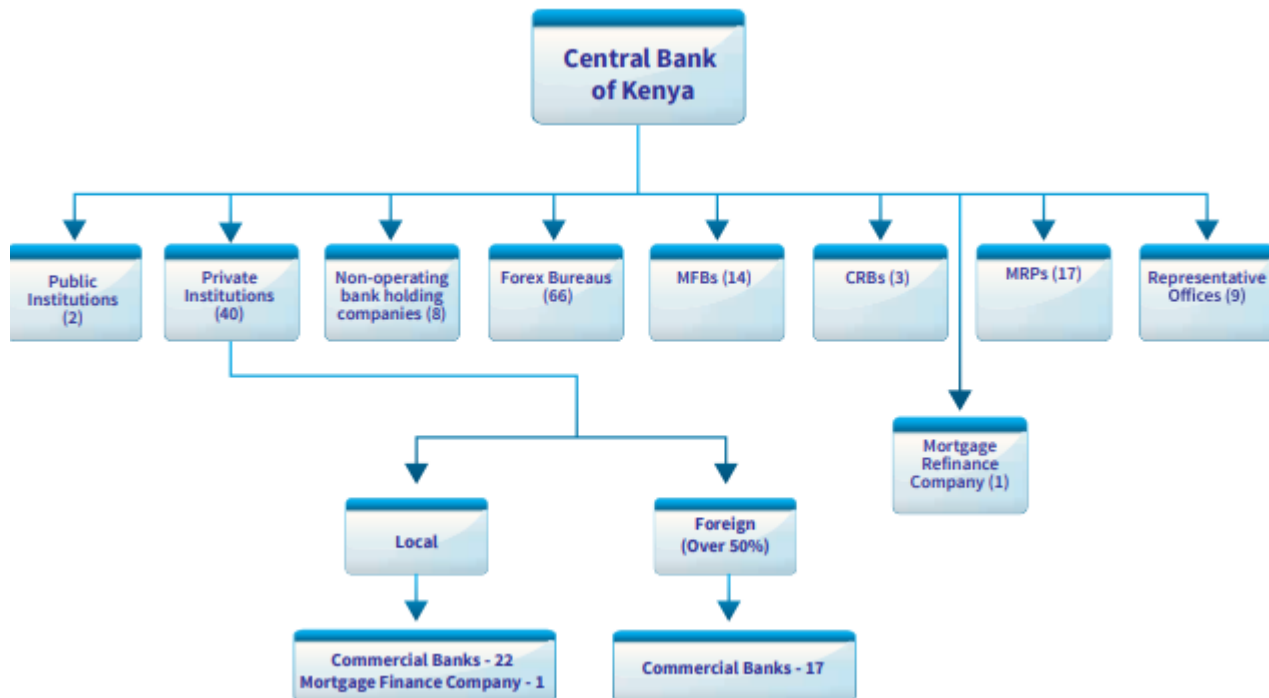 Central Bank
of Kenya
Public
Institutions
(2)
Private
Institutions
(40)
Non-operating
bank holding
companies (8)
Forex Bureaus
(66)
MFBs (14)
CRBs (3)
MRPs (17)
Representative
Offices (9)
Mortgage
Refinance
Company (1)
Local
Foreign
(Over 50%)
Commercial Banks - 22
Mortgage Finance Company - 1
Commercial Banks - 17